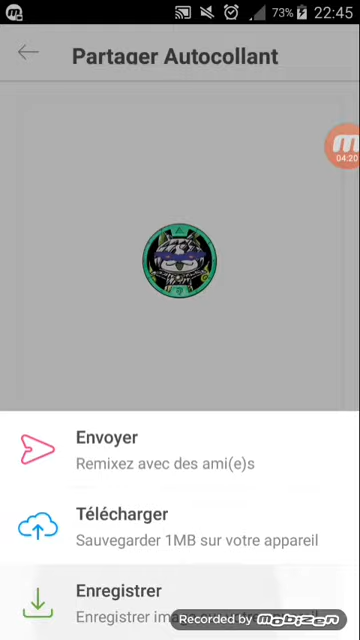 73% 22:45
Partager Autocollant
04:20
Envoyer
Remixez avec des ami(e)s
Télécharger
Sauvegarder 1MB sur votre appareil
Enregistrer
Enregistrer
Recorded by mobizen